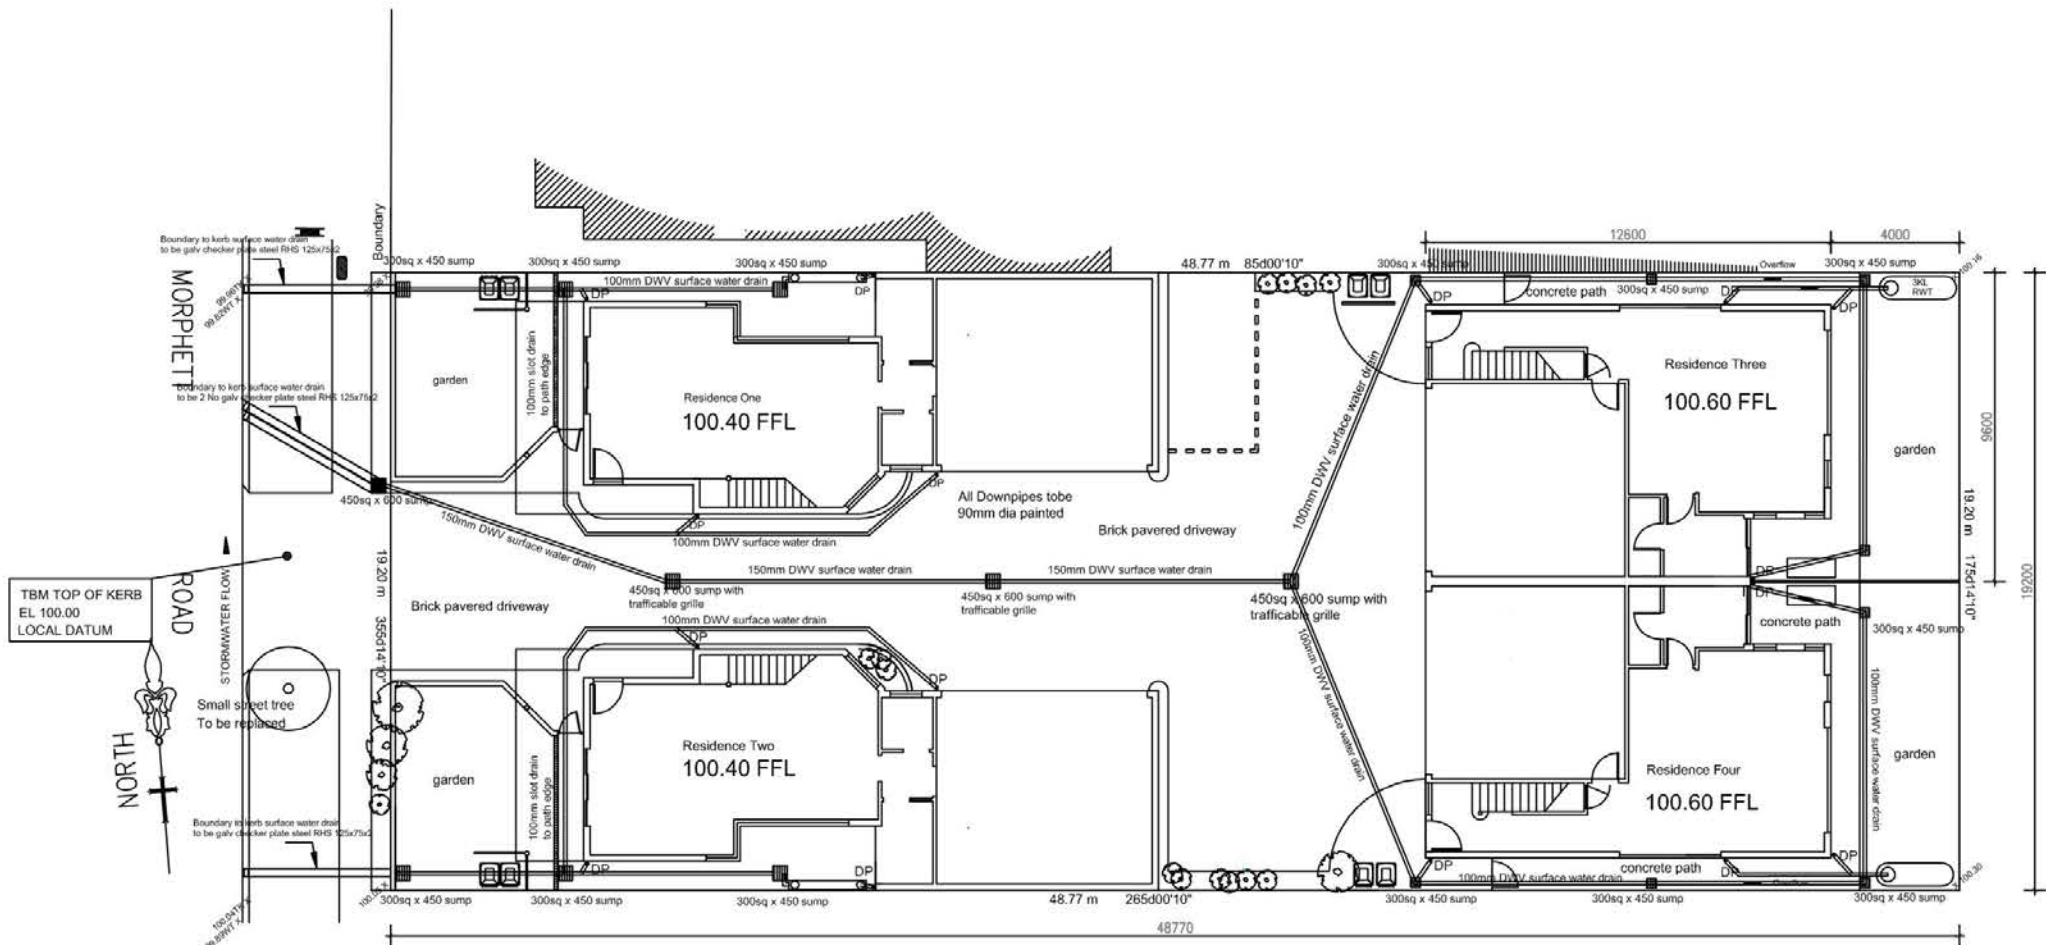 Boundary
12600
4000
Boundary to kerb surface water drain
to be galv checker plate steel RHS 125x75x2
300sq x 450 sump
300sq x 450 sump
300sq x 450 sump
48.77 m 85d00'10"
300sq x 450 sump
Overflow
300sq x 450 sump
100.16
MORPHETT
ROAD
100mm DWV surface water drain
DP
DP
DP
concrete path
300sq x 450 sump
DP
DP
3KL
RWT
garden
100mm slot drain
to path edge
Residence One
100.40 FFL
Residence Three
100.60 FFL
garden
9600
Boundary to kerb surface water drain
to be 2 No galv checker plate steel RHS 125x75x2
100mm DWV surface water drain
450sq x 600 sump
150mm DWV surface water drain
DP
DP
100mm DWV surface water drain
All Downpipes tobe
90mm dia painted
Brick pavered driveway
19.20 m 175d14'10"
19200
TBM TOP OF KERB
EL 100.00
LOCAL DATUM
STORMWATER FLOW
19.20 m 355d14'10"
150mm DWV surface water drain
150mm DWV surface water drain
DP
DP
Brick pavered driveway
450sq x 600 sump with
trafficable grille
450sq x 600 sump with
trafficable grille
450sq x 600 sump with
trafficable grille
100mm DWV surface water drain
DP
DP
concrete path
300sq x 450 sump
Small street tree
To be replaced
NORTH
100mm DWV surface water drain
100mm DWV surface water drain
garden
100mm slot drain
to path edge
Residence Two
100.40 FFL
Residence Four
100.60 FFL
garden
Boundary to kerb surface water drain
to be galv checker plate steel RHS 125x75x2
DP
DP
DP
100mm DWV surface water drain
concrete path
DP
DP
100.30
300sq x 450 sump
300sq x 450 sump
300sq x 450 sump
48.77 m 265d00'10"
300sq x 450 sump
300sq x 450 sump
300sq x 450 sump
48770